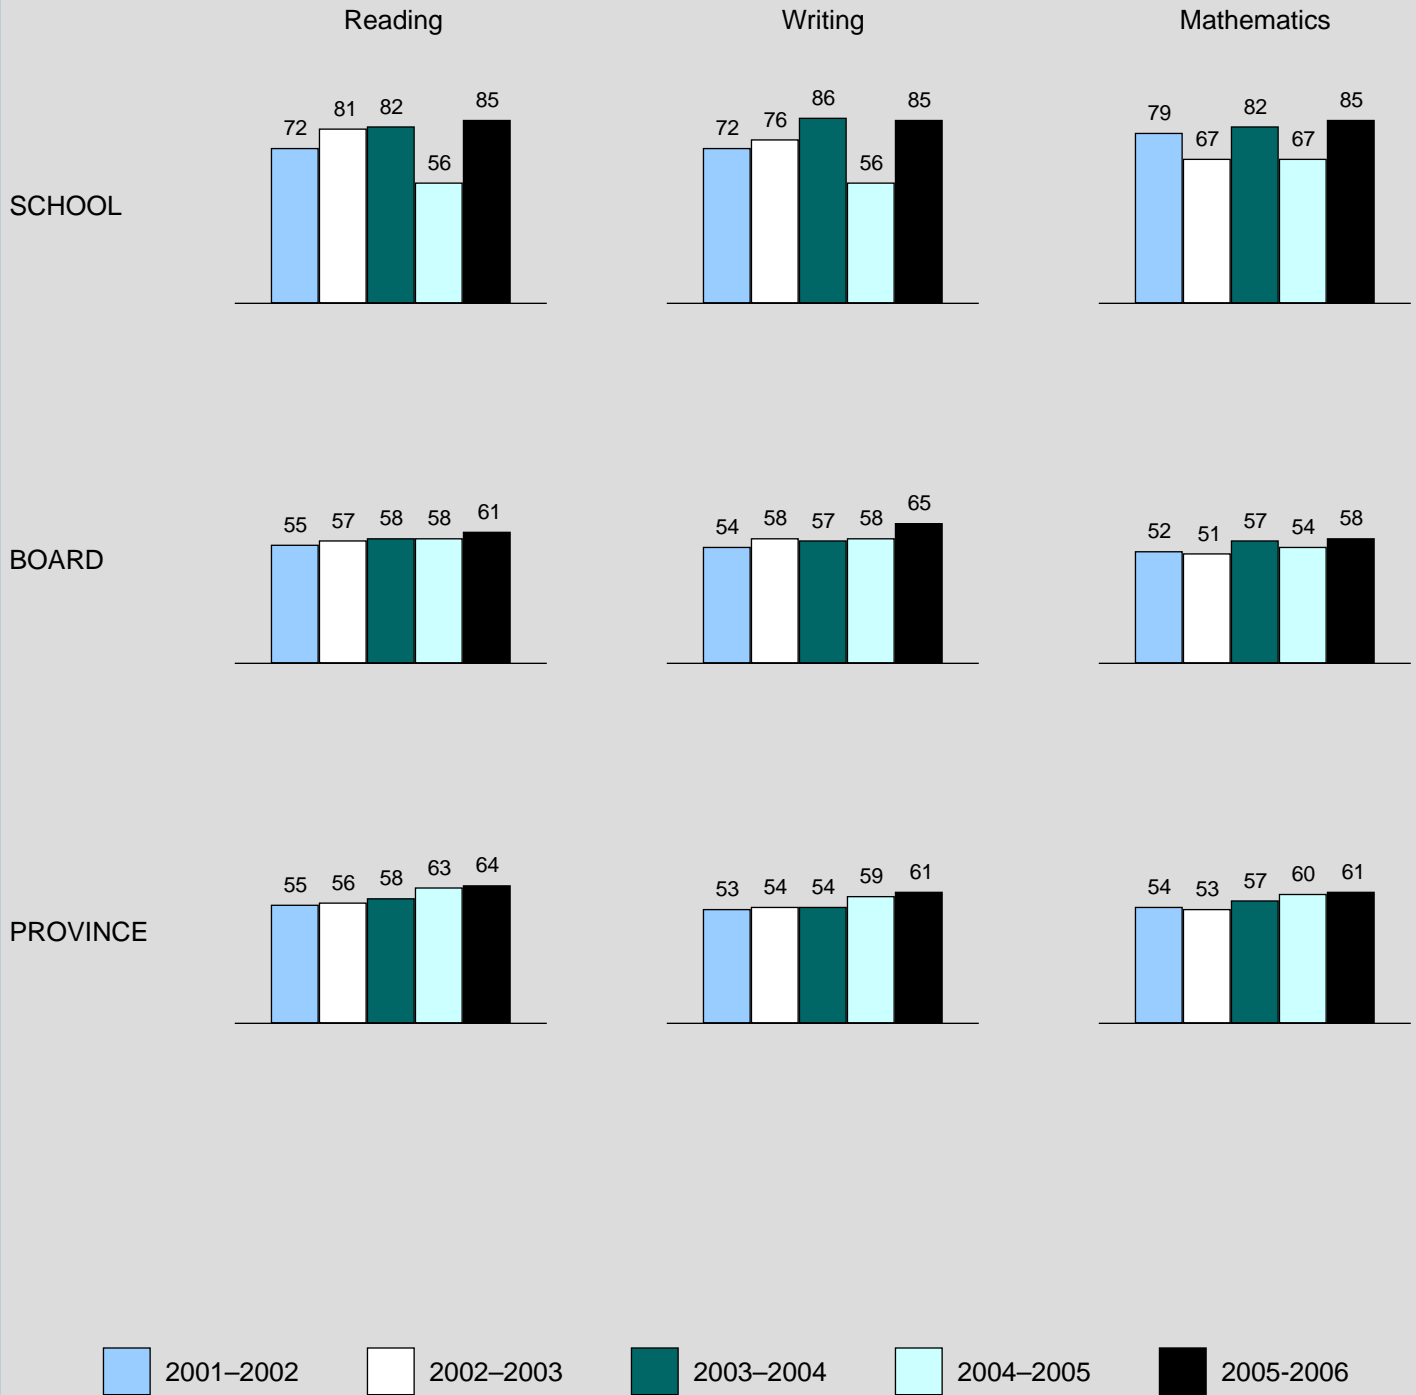 Reading Writing Mathematics
72 81 82 56 85
72 76 86 56 85
79 67 82 67 85
SCHOOL
55 57 58 58 61
54 58 57 58 65
52 51 57 54 58
BOARD
55 56 58 63 64
53 54 54 59 61
54 53 57 60 61
PROVINCE
2001–2002 2002–2003 2003–2004 2004–2005 2005-2006